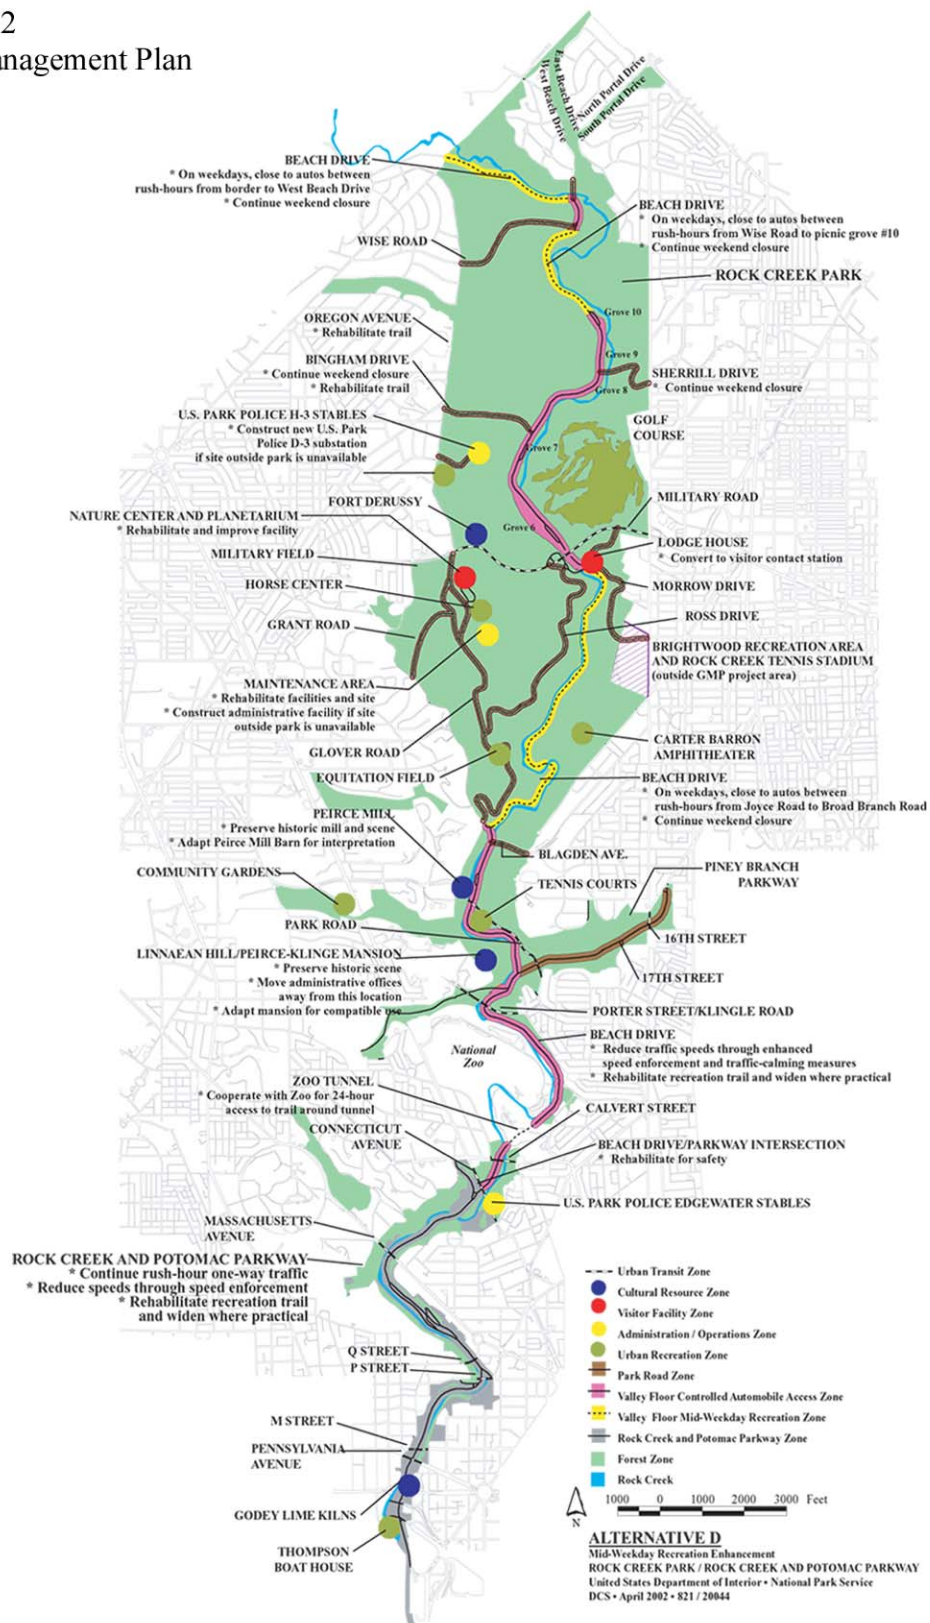 2
nagement Plan
East Beach Drive
West Beach Drive
North Portal Drive
South Portal Drive
BEACH DRIVE
* On weekdays, close to autos between
rush-hours from border to West Beach Drive
* Continue weekend closure
BEACH DRIVE
* On weekdays, close to autos between
rush-hours from Wise Road to picnic grove #10
* Continue weekend closure
WISE ROAD
ROCK CREEK PARK
Grove 10
OREGON AVENUE
* Rehabilitate trail
Grove 9
BINGHAM DRIVE
* Continue weekend closure
* Rehabilitate trail
SHERRILL DRIVE
* Continue weekend closure
Grove 8
U.S. PARK POLICE H-3 STABLES
* Construct new U.S. Park
Police D-3 substation
if site outside park is unavailable
GOLF
COURSE
Grove 7
FORT DERUSSY
MILITARY ROAD
NATURE CENTER AND PLANETARIUM
* Rehabilitate and improve facility
Grove 6
LODGE HOUSE
* Convert to visitor contact station
MILITARY FIELD
HORSE CENTER
MORROW DRIVE
GRANT ROAD
ROSS DRIVE
BRIGHTWOOD RECREATION AREA
AND ROCK CREEK TENNIS STADIUM
(outside GMP project area)
MAINTENANCE AREA
* Rehabilitate facilities and site
* Construct administrative facility if site
outside park is unavailable
CARTER BARRON
AMPHITHEATER
GLOVER ROAD
EQUITATION FIELD
BEACH DRIVE
* On weekdays, close to autos between
rush-hours from Joyce Road to Broad Branch Road
* Continue weekend closure
PEIRCE MILL
* Preserve historic mill and scene
* Adapt Peirce Mill Barn for interpretation
BLAGDEN AVE.
COMMUNITY GARDENS
PINEY BRANCH
PARKWAY
TENNIS COURTS
PARK ROAD
16TH STREET
LINNAEAN HILL/PEIRCE-KLINGE MANSION
* Preserve historic scene
* Move administrative offices
away from this location
* Adapt mansion for compatible use
17TH STREET
PORTER STREET/KLINGLE ROAD
BEACH DRIVE
* Reduce traffic speeds through enhanced
speed enforcement and traffic-calming measures
* Rehabilitate recreation trail and widen where practical
National
Zoo
ZOO TUNNEL
* Cooperate with Zoo for 24-hour
access to trail around tunnel
CALVERT STREET
CONNECTICUT
AVENUE
BEACH DRIVE/PARKWAY INTERSECTION
* Rehabilitate for safety
U.S. PARK POLICE EDGEWATER STABLES
MASSACHUSETTS
AVENUE
ROCK CREEK AND POTOMAC PARKWAY
* Continue rush-hour one-way traffic
* Reduce speeds through speed enforcement
* Rehabilitate recreation trail
and widen where practical
Q STREET
P STREET
M STREET
PENNSYLVANIA
AVENUE
GODEY LIME KILNS
THOMPSON
BOAT HOUSE
Urban Transit Zone
Cultural Resource Zone
Visitor Facility Zone
Administration / Operations Zone
Urban Recreation Zone
Park Road Zone
Valley Floor Controlled Automobile Access Zone
Valley Floor Mid-Weekday Recreation Zone
Rock Creek and Potomac Parkway Zone
Forest Zone
Rock Creek
1000 0 1000 2000 3000 Feet
N
ALTERNATIVE D
Mid-Weekday Recreation Enhancement
ROCK CREEK PARK / ROCK CREEK AND POTOMAC PARKWAY
United States Department of Interior • National Park Service
DCS • April 2002 • 821 / 20044